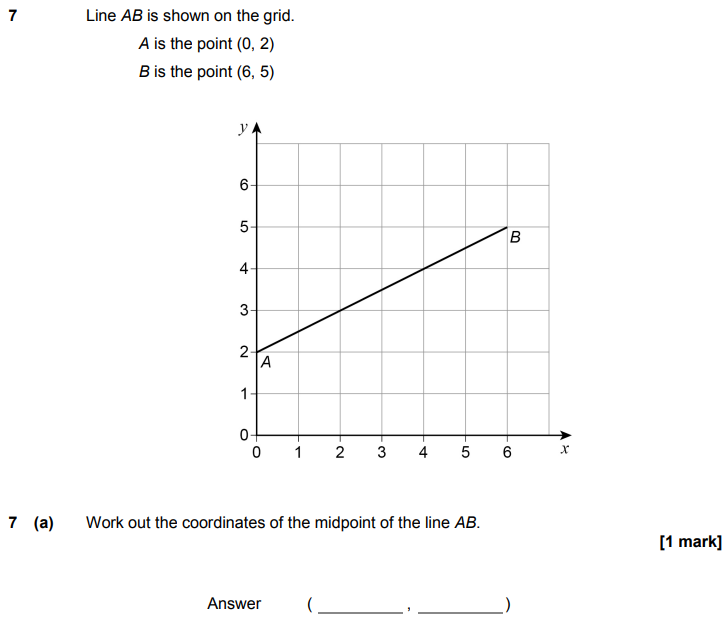 7 Line AB is shown on the grid.
A is the point (0, 2)
B is the point (6, 5)
y
6
5
B
4
3
2
A
1
0
0 1 2 3 4 5 6 x
7 (a) Work out the coordinates of the midpoint of the line AB.
[1 mark]
Answer ( __________ , __________ )